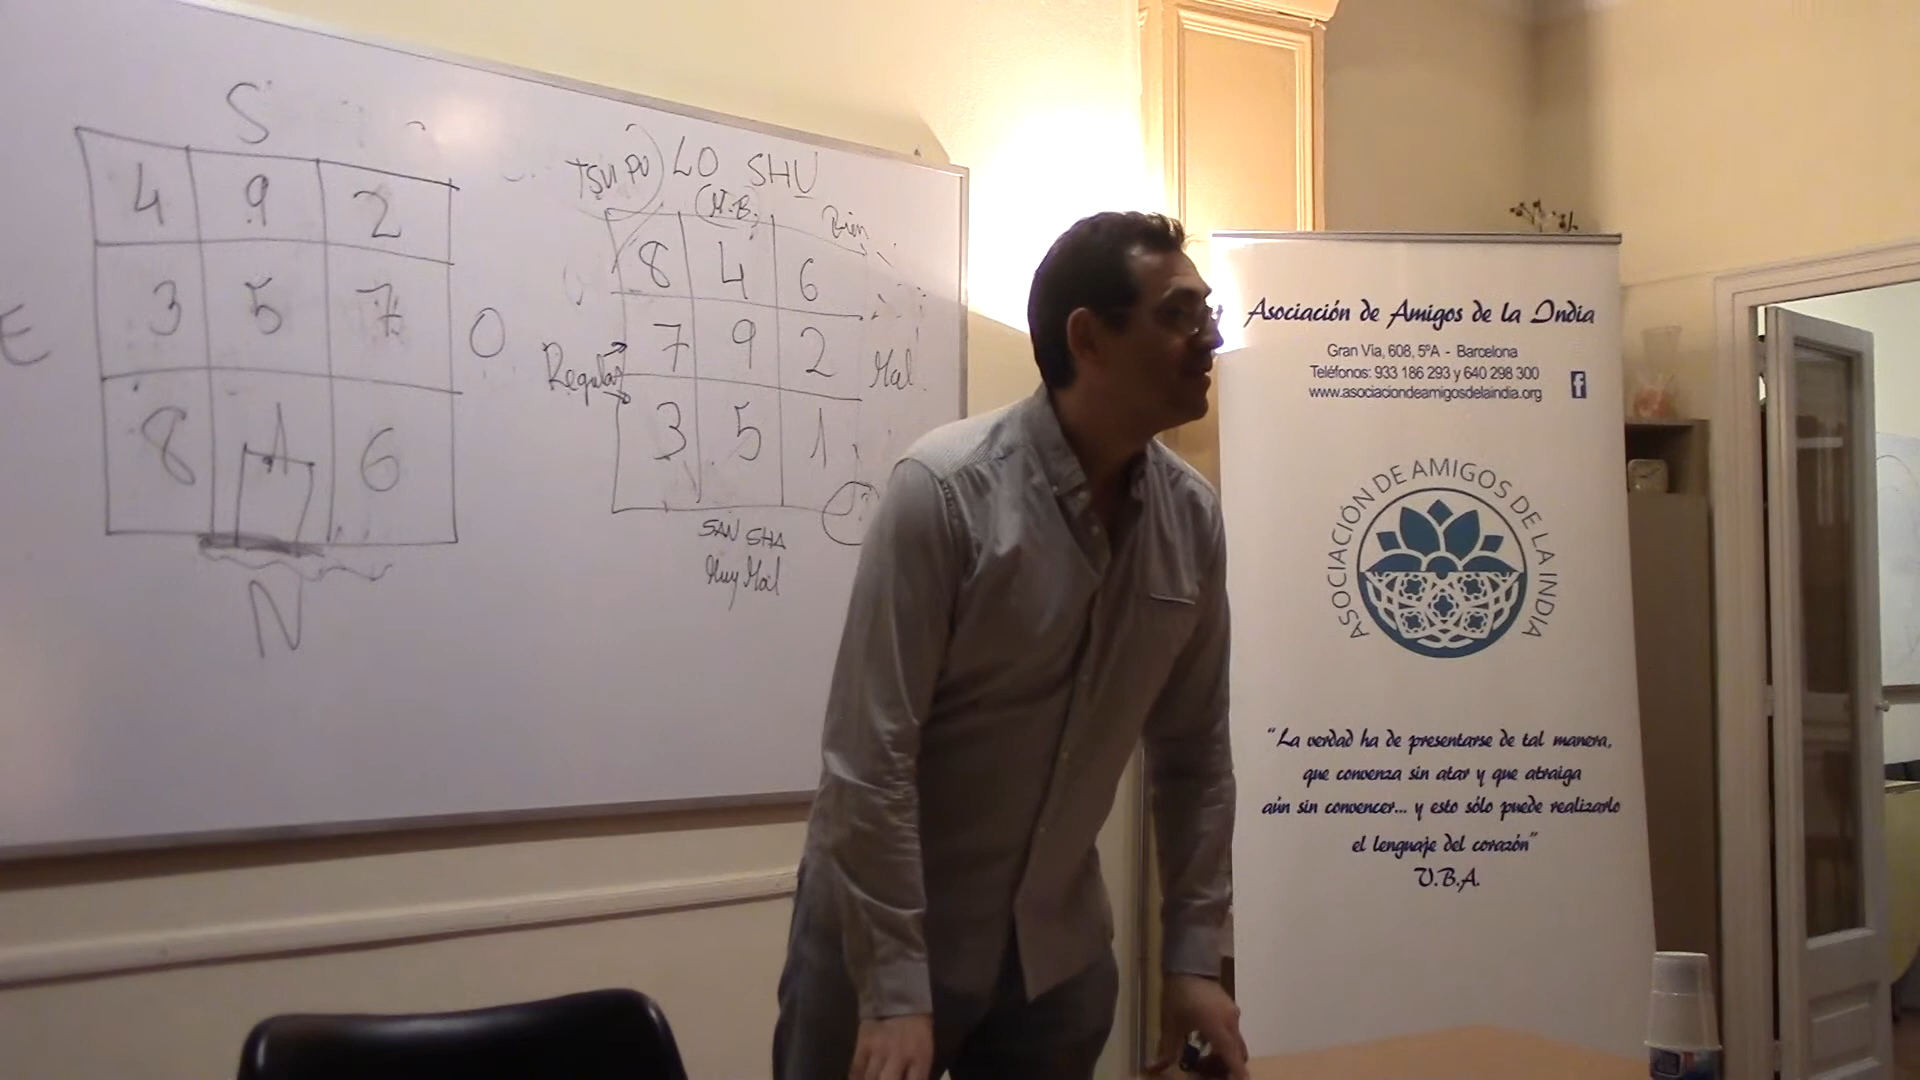 S
4 9 2
3 5 7
8 1 6
E
O
N
TSUI PO
LO SHU
M.B.
Bien
8 4 6
7 9 2
3 5 1
Regular
Mal
SAN SHA
Muy Mal
Asociación de Amigos de la India
Gran Vía, 608, 5ºA - Barcelona
Teléfonos: 933 186 293 y 640 298 300
www.asociaciondeamigosdelaindia.org
f
ASOCIACIÓN DE AMIGOS DE LA INDIA
“La verdad ha de presentarse de tal manera,
que convenza sin atar y que atraiga
aún sin convencer... y esto sólo puede realizarlo
el lenguaje del corazón”
V.B.A.